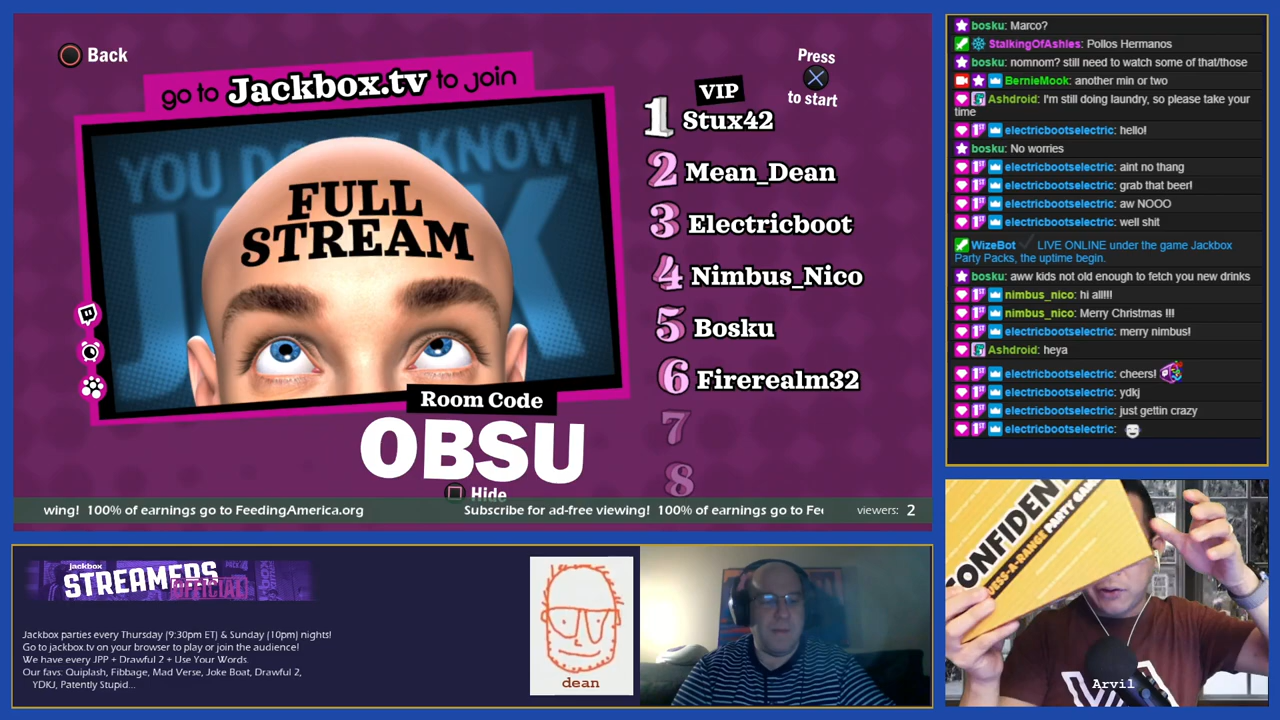 Back
go to Jackbox.tv to join
FULL
STREAM
Room Code
OBSU
Hide
Press
to start
VIP
1 Stux42
2 Mean_Dean
3 Electricboot
4 Nimbus_Nico
5 Bosku
6 Firerealm32
7
8
wing! 100% of earnings go to FeedingAmerica.org Subscribe for ad-free viewing! 100% of earnings go to Fee
viewers: 2
bosku: Marco?
StalkingOfAshles: Pollos Hermanos
bosku: nomnom? still need to watch some of that/those
BernieMook: another min or two
Ashdroid: I'm still doing laundry, so please take your
time
electricbootselectric: hello!
bosku: No worries
electricbootselectric: aint no thang
electricbootselectric: grab that beer!
electricbootselectric: aw NOOO
electricbootselectric: well shit
WizeBot LIVE ONLINE under the game Jackbox
Party Packs, the uptime begin.
bosku: aww kids not old enough to fetch you new drinks
nimbus_nico: hi all!!!!
nimbus_nico: Merry Christmas !!!
electricbootselectric: merry nimbus!
Ashdroid: heya
electricbootselectric: cheers!
electricbootselectric: ydkj
electricbootselectric: just gettin crazy
electricbootselectric:
jackbox
STREAMERS
OFFICIAL
Jackbox parties every Thursday (9:30pm ET) & Sunday (10pm) nights!
Go to jackbox.tv on your browser to play or join the audience!
We have every JPP + Drawful 2 + Use Your Words
Our favs: Quiplash, Fibbage, Mad Verse, Joke Boat, Drawful 2,
YDKJ, Patently Stupid...
dean
CONFIDENT
GUESS-A-RANGE PARTY GAME
Arvil